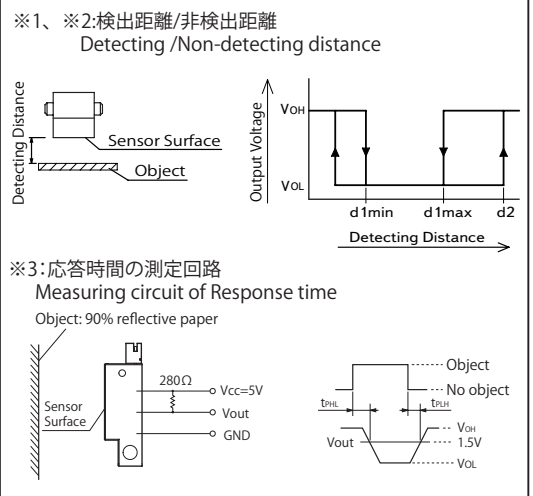 ※1、※2:検出距離/非検出距離
Detecting /Non-detecting distance
Detecting Distance
Sensor Surface
Object
Output Voltage
VOH
VOL
d1min d1max d2
Detecting Distance
※3:応答時間の測定回路
Measuring circuit of Response time
Object: 90% reflective paper
Sensor
Surface
280Ω
Vcc=5V
Vout
GND
Object
No object
tPHL
tPLH
Vout
VOH
1.5V
VOL